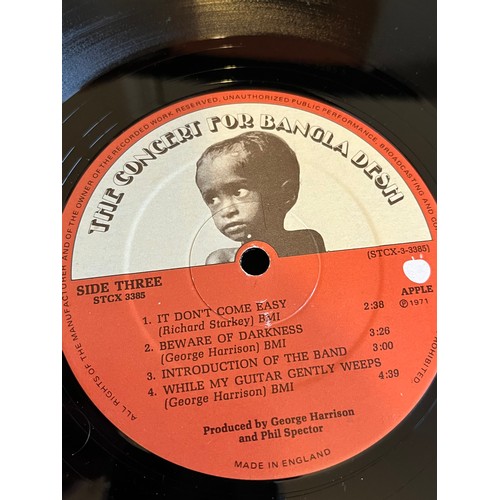 ALL RIGHTS OF THE MANUFACTURER AND OF THE OWNER OF THE RECORDED WORK RESERVED, UNAUTHORIZED PUBLIC PERFORMANCE, BROADCASTING AND
PROHIBITED
THE CONCERT FOR BANGLA DESH
(STCX-3-3385)
SIDE THREE
STCX 3385
APPLE
℗1971
1. IT DON'T COME EASY 2:38
(Richard Starkey) BMI
2. BEWARE OF DARKNESS 3:26
(George Harrison) BMI
3. INTRODUCTION OF THE BAND 3:00
4. WHILE MY GUITAR GENTLY WEEPS 4:39
(George Harrison) BMI
Produced by George Harrison
and Phil Spector
MADE IN ENGLAND